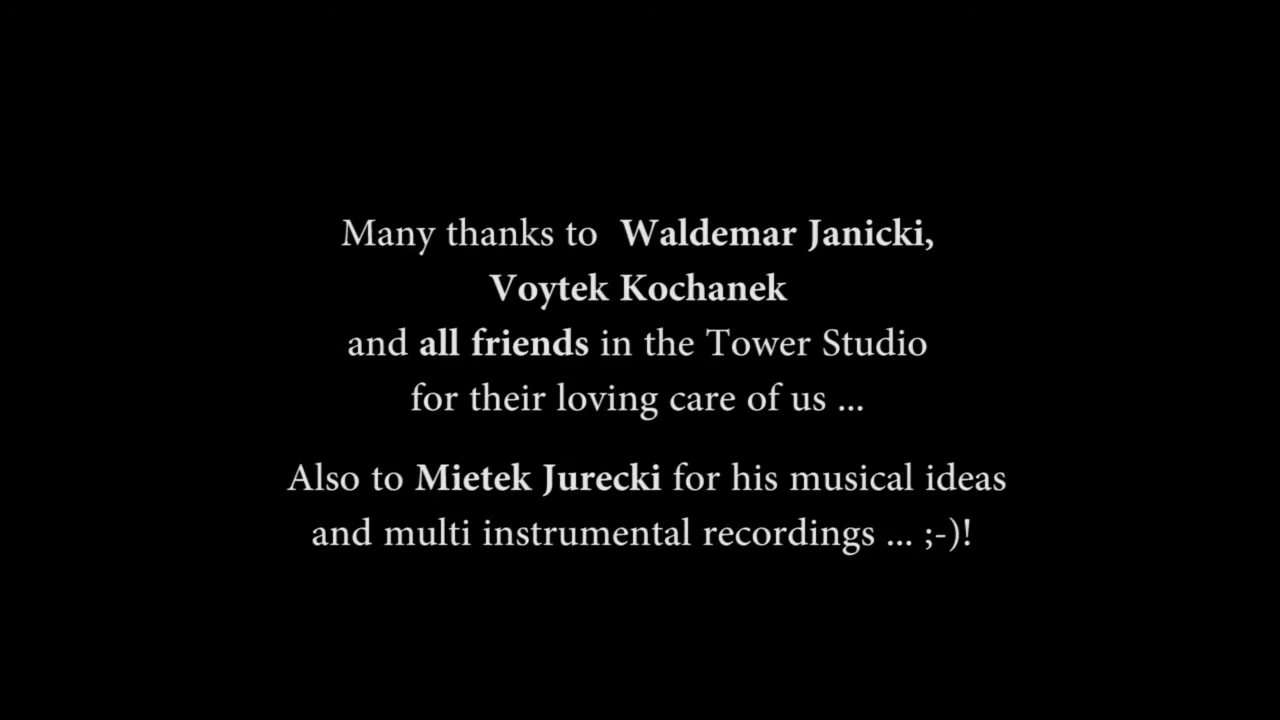 Many thanks to  Waldemar Janicki,
Voytek Kochanek
and all friends in the Tower Studio
for their loving care of us ...
Also to Mietek Jurecki for his musical ideas
and multi instrumental recordings ... ;-)!